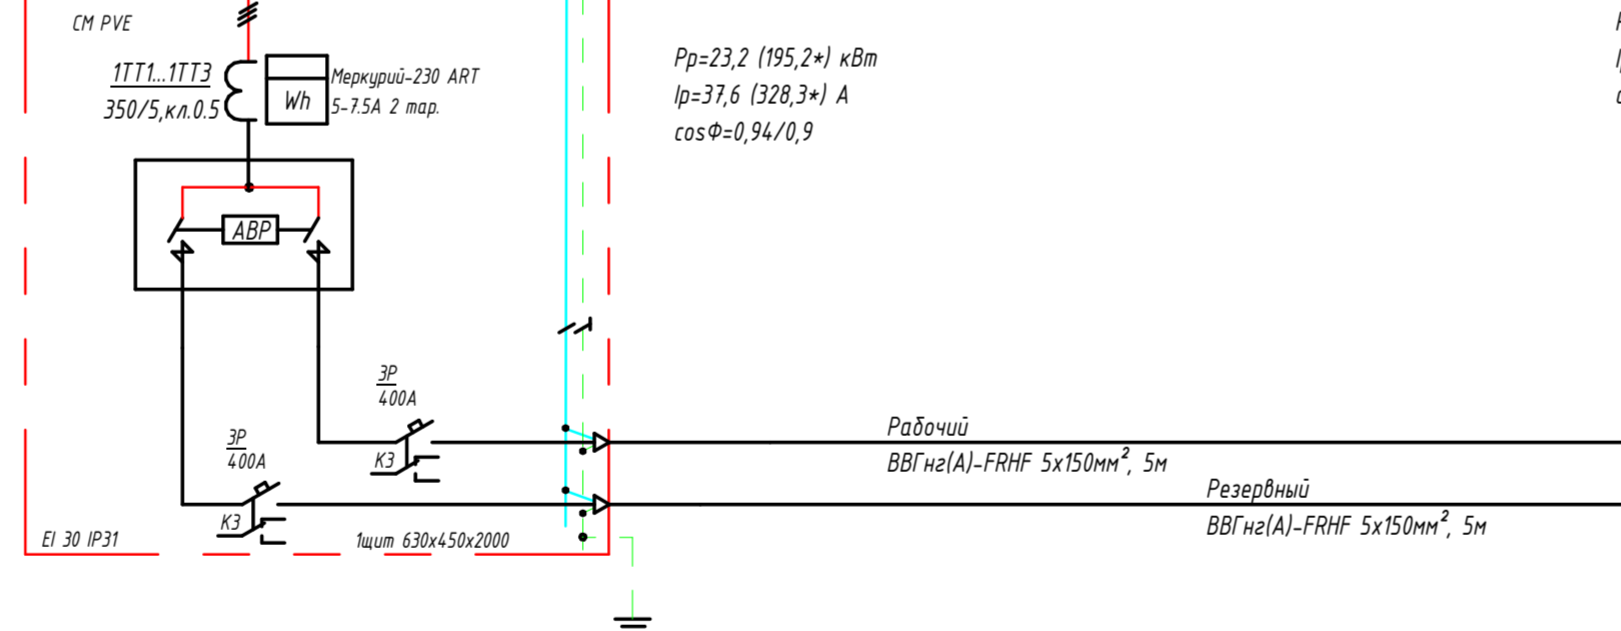 СМ PVE
1ТТ1...1ТТ3
350/5,кл.0.5
Wh
Меркурий-230 ART
5-7.5А 2 тар.
Рр=23,2 (195,2*) кВт
Iр=37,6 (328,3*) А
cosФ=0,94/0,9
АВР
3Р
400А
КЗ
3Р
400А
КЗ
Рабочий
ВВГнг(А)-FRHF 5х150мм², 5м
Резервный
ВВГнг(А)-FRHF 5х150мм², 5м
EI 30 IP31
1щит 630х450х2000